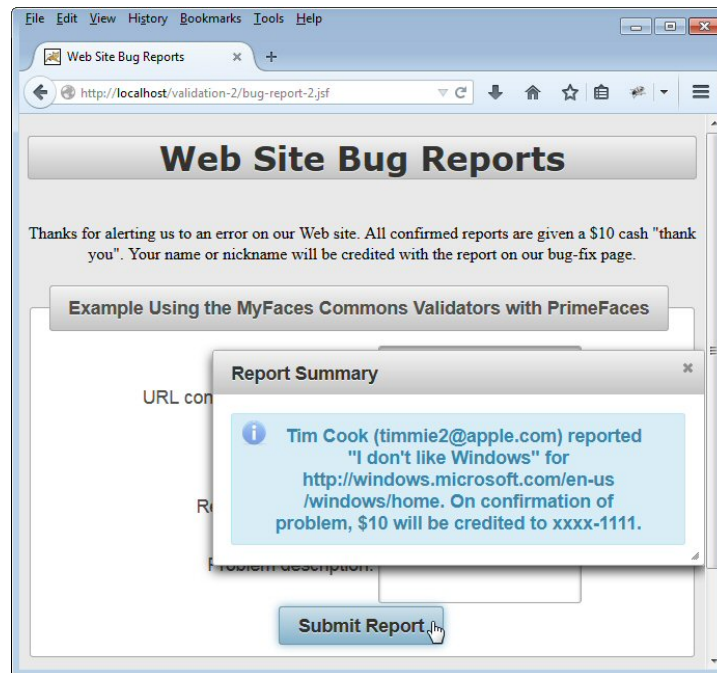 File Edit View History Bookmarks Tools Help
Web Site Bug Reports
http://localhost/validation-2/bug-report-2.jsf
Web Site Bug Reports
Thanks for alerting us to an error on our Web site. All confirmed reports are given a $10 cash "thank
you". Your name or nickname will be credited with the report on our bug-fix page.
Example Using the MyFaces Commons Validators with PrimeFaces
Report Summary
URL con
Tim Cook (timmie2@apple.com) reported
"I don't like Windows" for
http://windows.microsoft.com/en-us
/windows/home. On confirmation of
problem, $10 will be credited to xxxx-1111.
Re
Problem description:
Submit Report